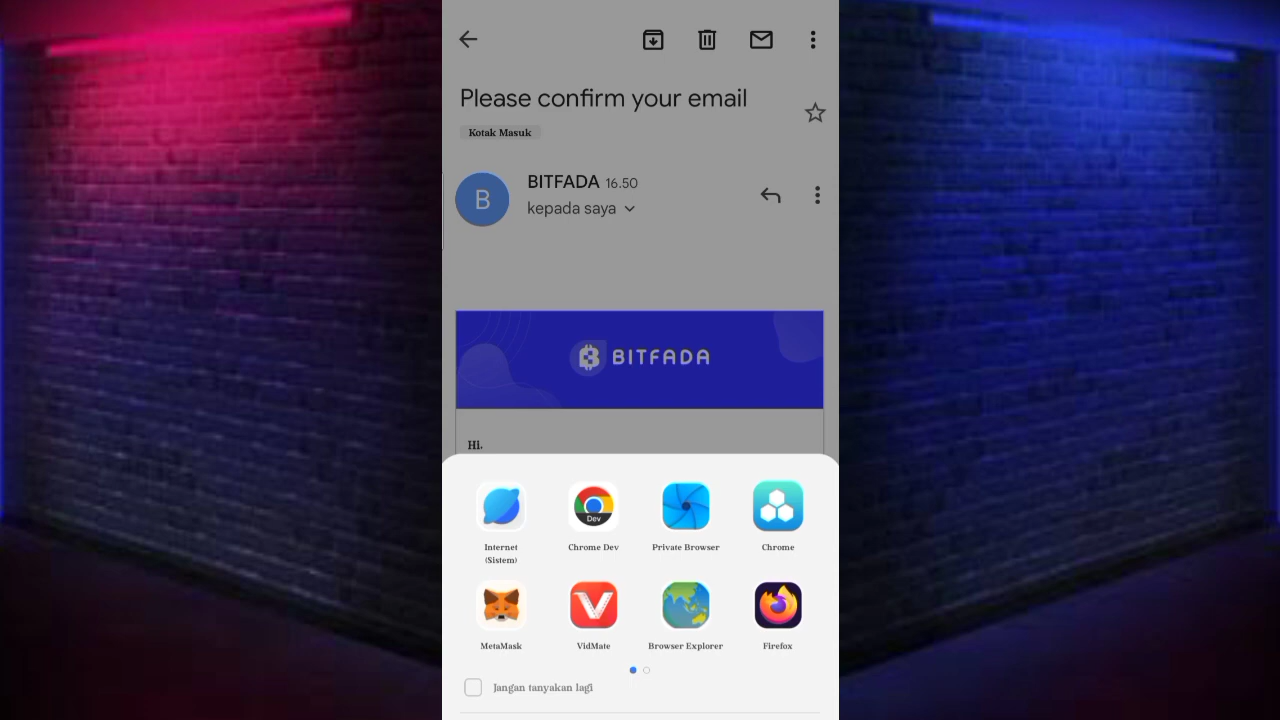 Please confirm your email
Kotak Masuk
B
BITFADA 16.50
kepada saya
BITFADA
Hi.
Internet (Sistem)
Dev
Chrome Dev
Private Browser
Chrome
MetaMask
VidMate
Browser Explorer
Firefox
Jangan tanyakan lagi